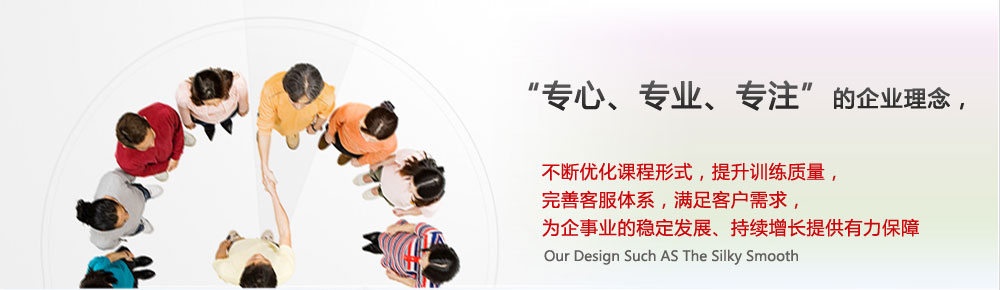 “专心、专业、专注”的企业理念，
不断优化课程形式，提升训练质量，
完善客服体系，满足客户需求，
为企事业的稳定发展、持续增长提供有力保障
Our Design Such AS The Silky Smooth